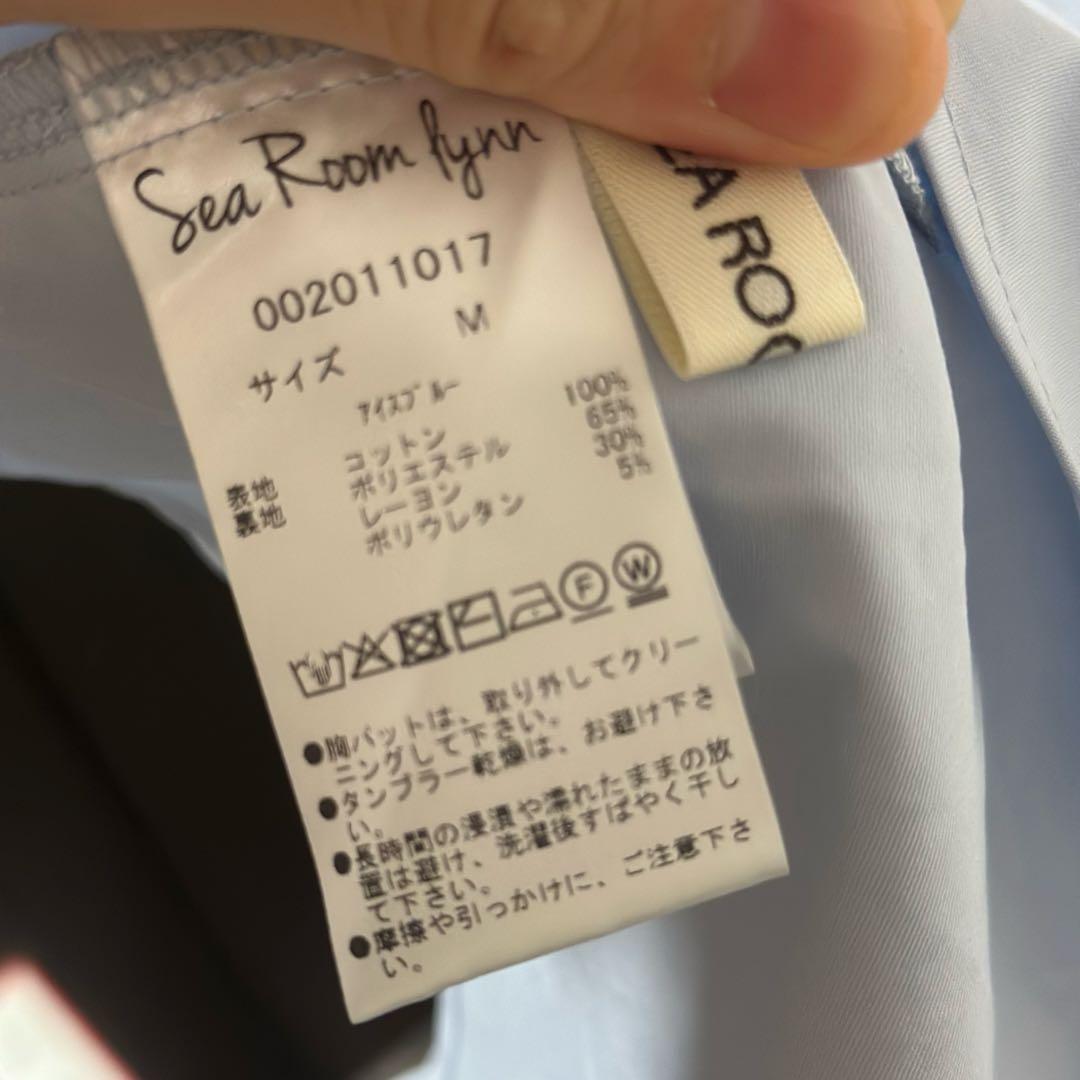 Sea Room lynn
002011017
サイズ M
アイスブルー
表地 コットン 100%
裏地 ポリエステル 65%
レーヨン 30%
ポリウレタン 5%
F W
●胸パットは、取り外してクリー
ニングして下さい。
●タンブラー乾燥は、お避け下さ
い。
●長時間の浸漬や濡れたままの放
置は避け、洗濯後すばやく干し
て下さい。
●摩擦や引っかけに、ご注意下さ
い。
EA ROO